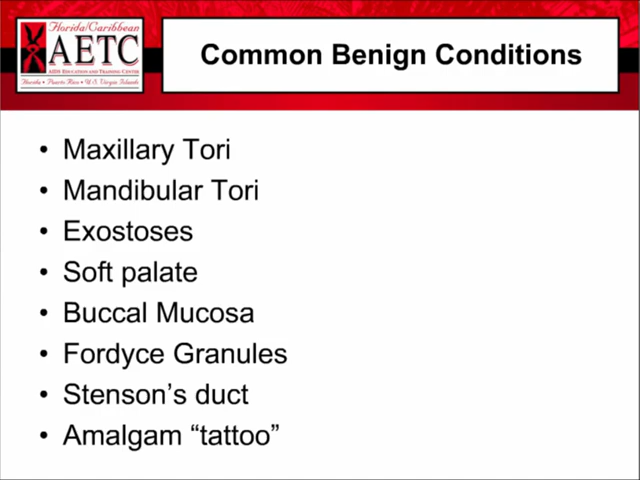 Florida/Caribbean
AETC
AIDS EDUCATION AND TRAINING CENTER
Florida • Puerto Rico • U.S. Virgin Islands
Common Benign Conditions
• Maxillary Tori
• Mandibular Tori
• Exostoses
• Soft palate
• Buccal Mucosa
• Fordyce Granules
• Stenson’s duct
• Amalgam “tattoo”